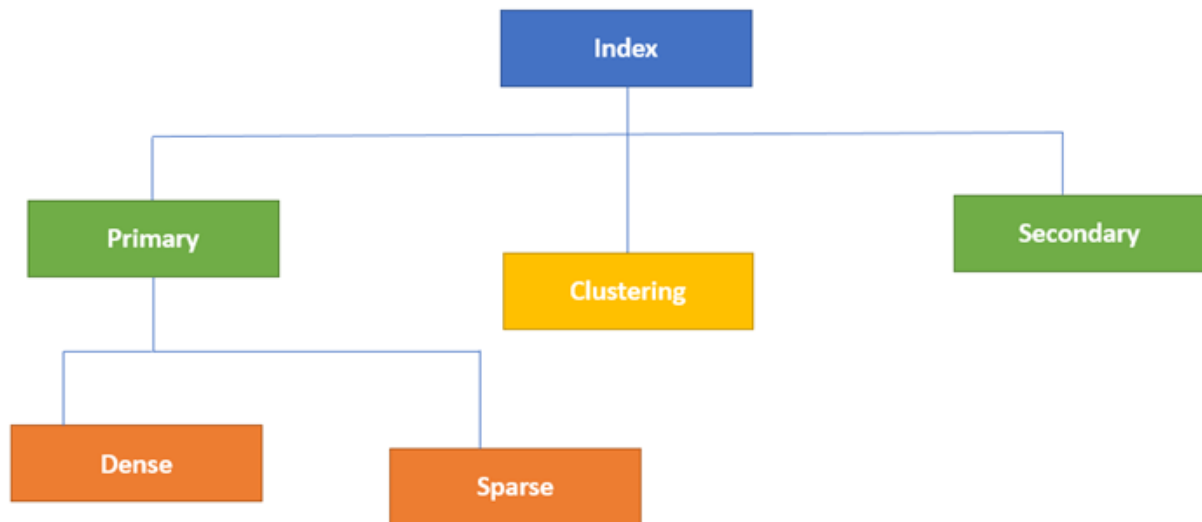 Index
Primary
Secondary
Clustering
Dense
Sparse